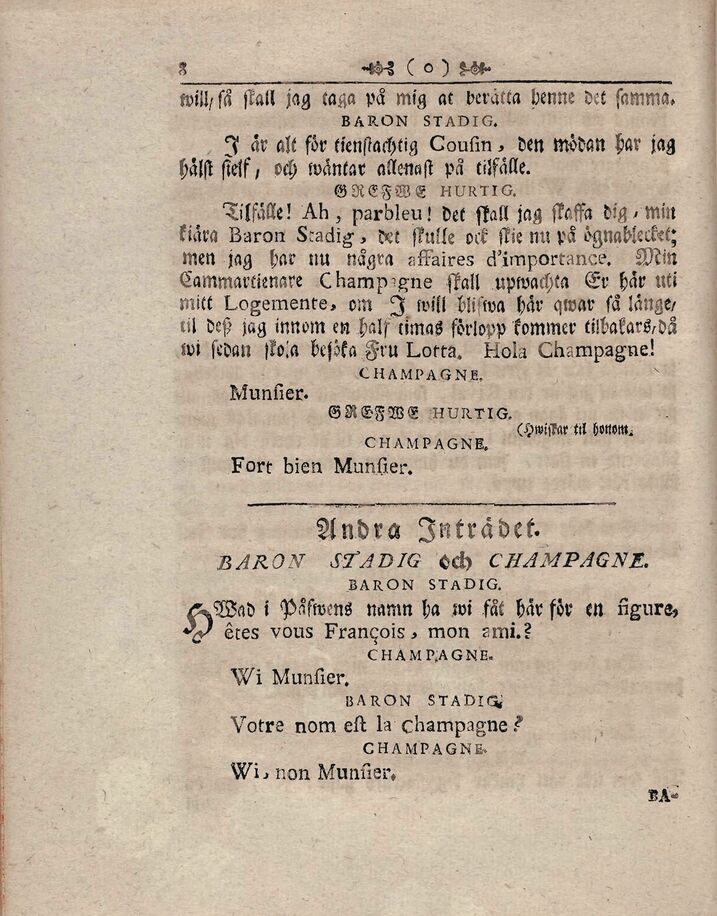 8 ( o )
will/ så skall jag taga på mig at berätta henne det samma.
BARON STADIG.
I är alt för tienstachtig Cousin, den mödan har jag
hälst sielf, och wäntar allenast på tilfälle.
GREFWE HURTIG.
Tilfälle! Ah, parbleu! det skall jag skaffa dig, min
kiära Baron Stadig, det skulle ock skie nu på ögnablecket;
men jag har nu några affaires d'importance. Min
Cammartienare Champagne skall upwachta Er här uti
mitt Logemente, om I will blifwa här qwar så länge/
til deß jag innom en half timas förlopp kommer tilbakars/ då
wi sedan skola besöka Fru Lotta. Hola Champagne!
CHAMPAGNE.
Munsier.
GREFWE HURTIG.
(Hwiskar til honom.
CHAMPAGNE.
Fort bien Munsier.
Andra Inträdet.
BARON STADIG och CHAMPAGNE.
BARON STADIG.
HWad i Påfwens namn ha wi fåt här för en figure,
êtes vous François, mon ami.?
CHAMPAGNE.
Wi Munsier.
BARON STADIG.
Votre nom est la Champagne?
CHAMPAGNE.
Wi, non Munsier.
BA-